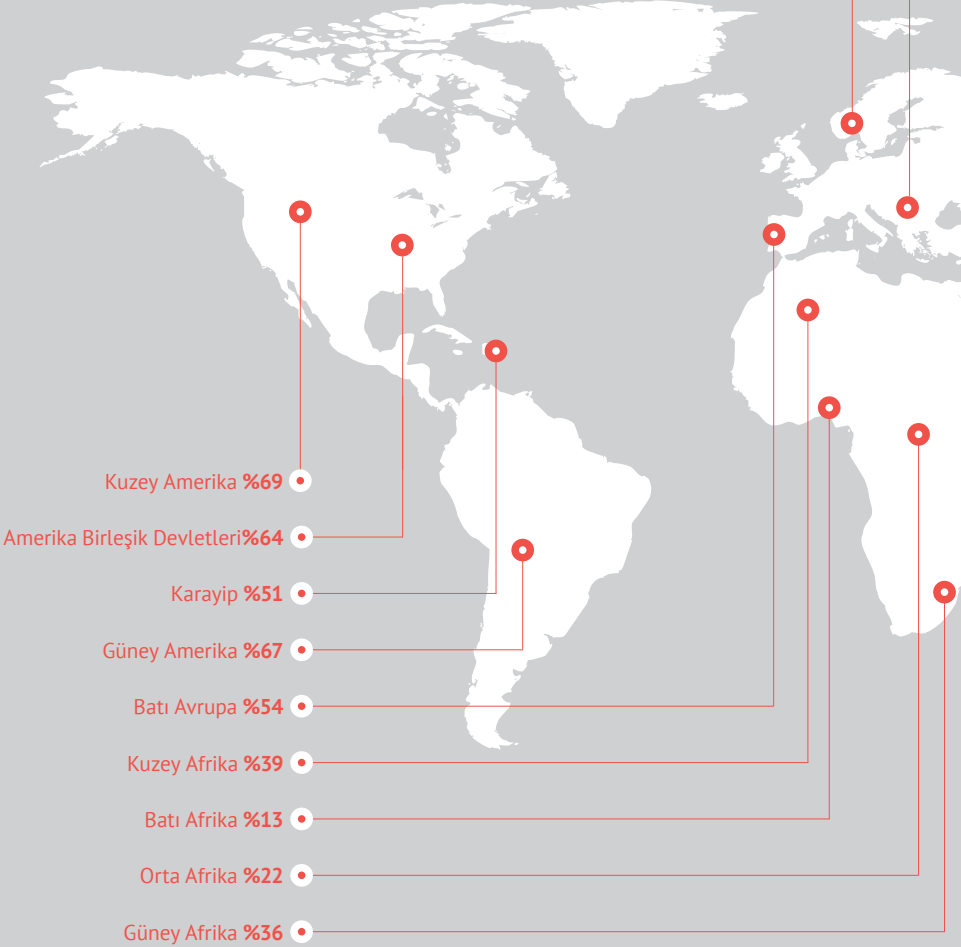 Kuzey Amerika %69
Amerika Birleşik Devletleri%64
Karayip %51
Güney Amerika %67
Batı Avrupa %54
Kuzey Afrika %39
Batı Afrika %13
Orta Afrika %22
Güney Afrika %36